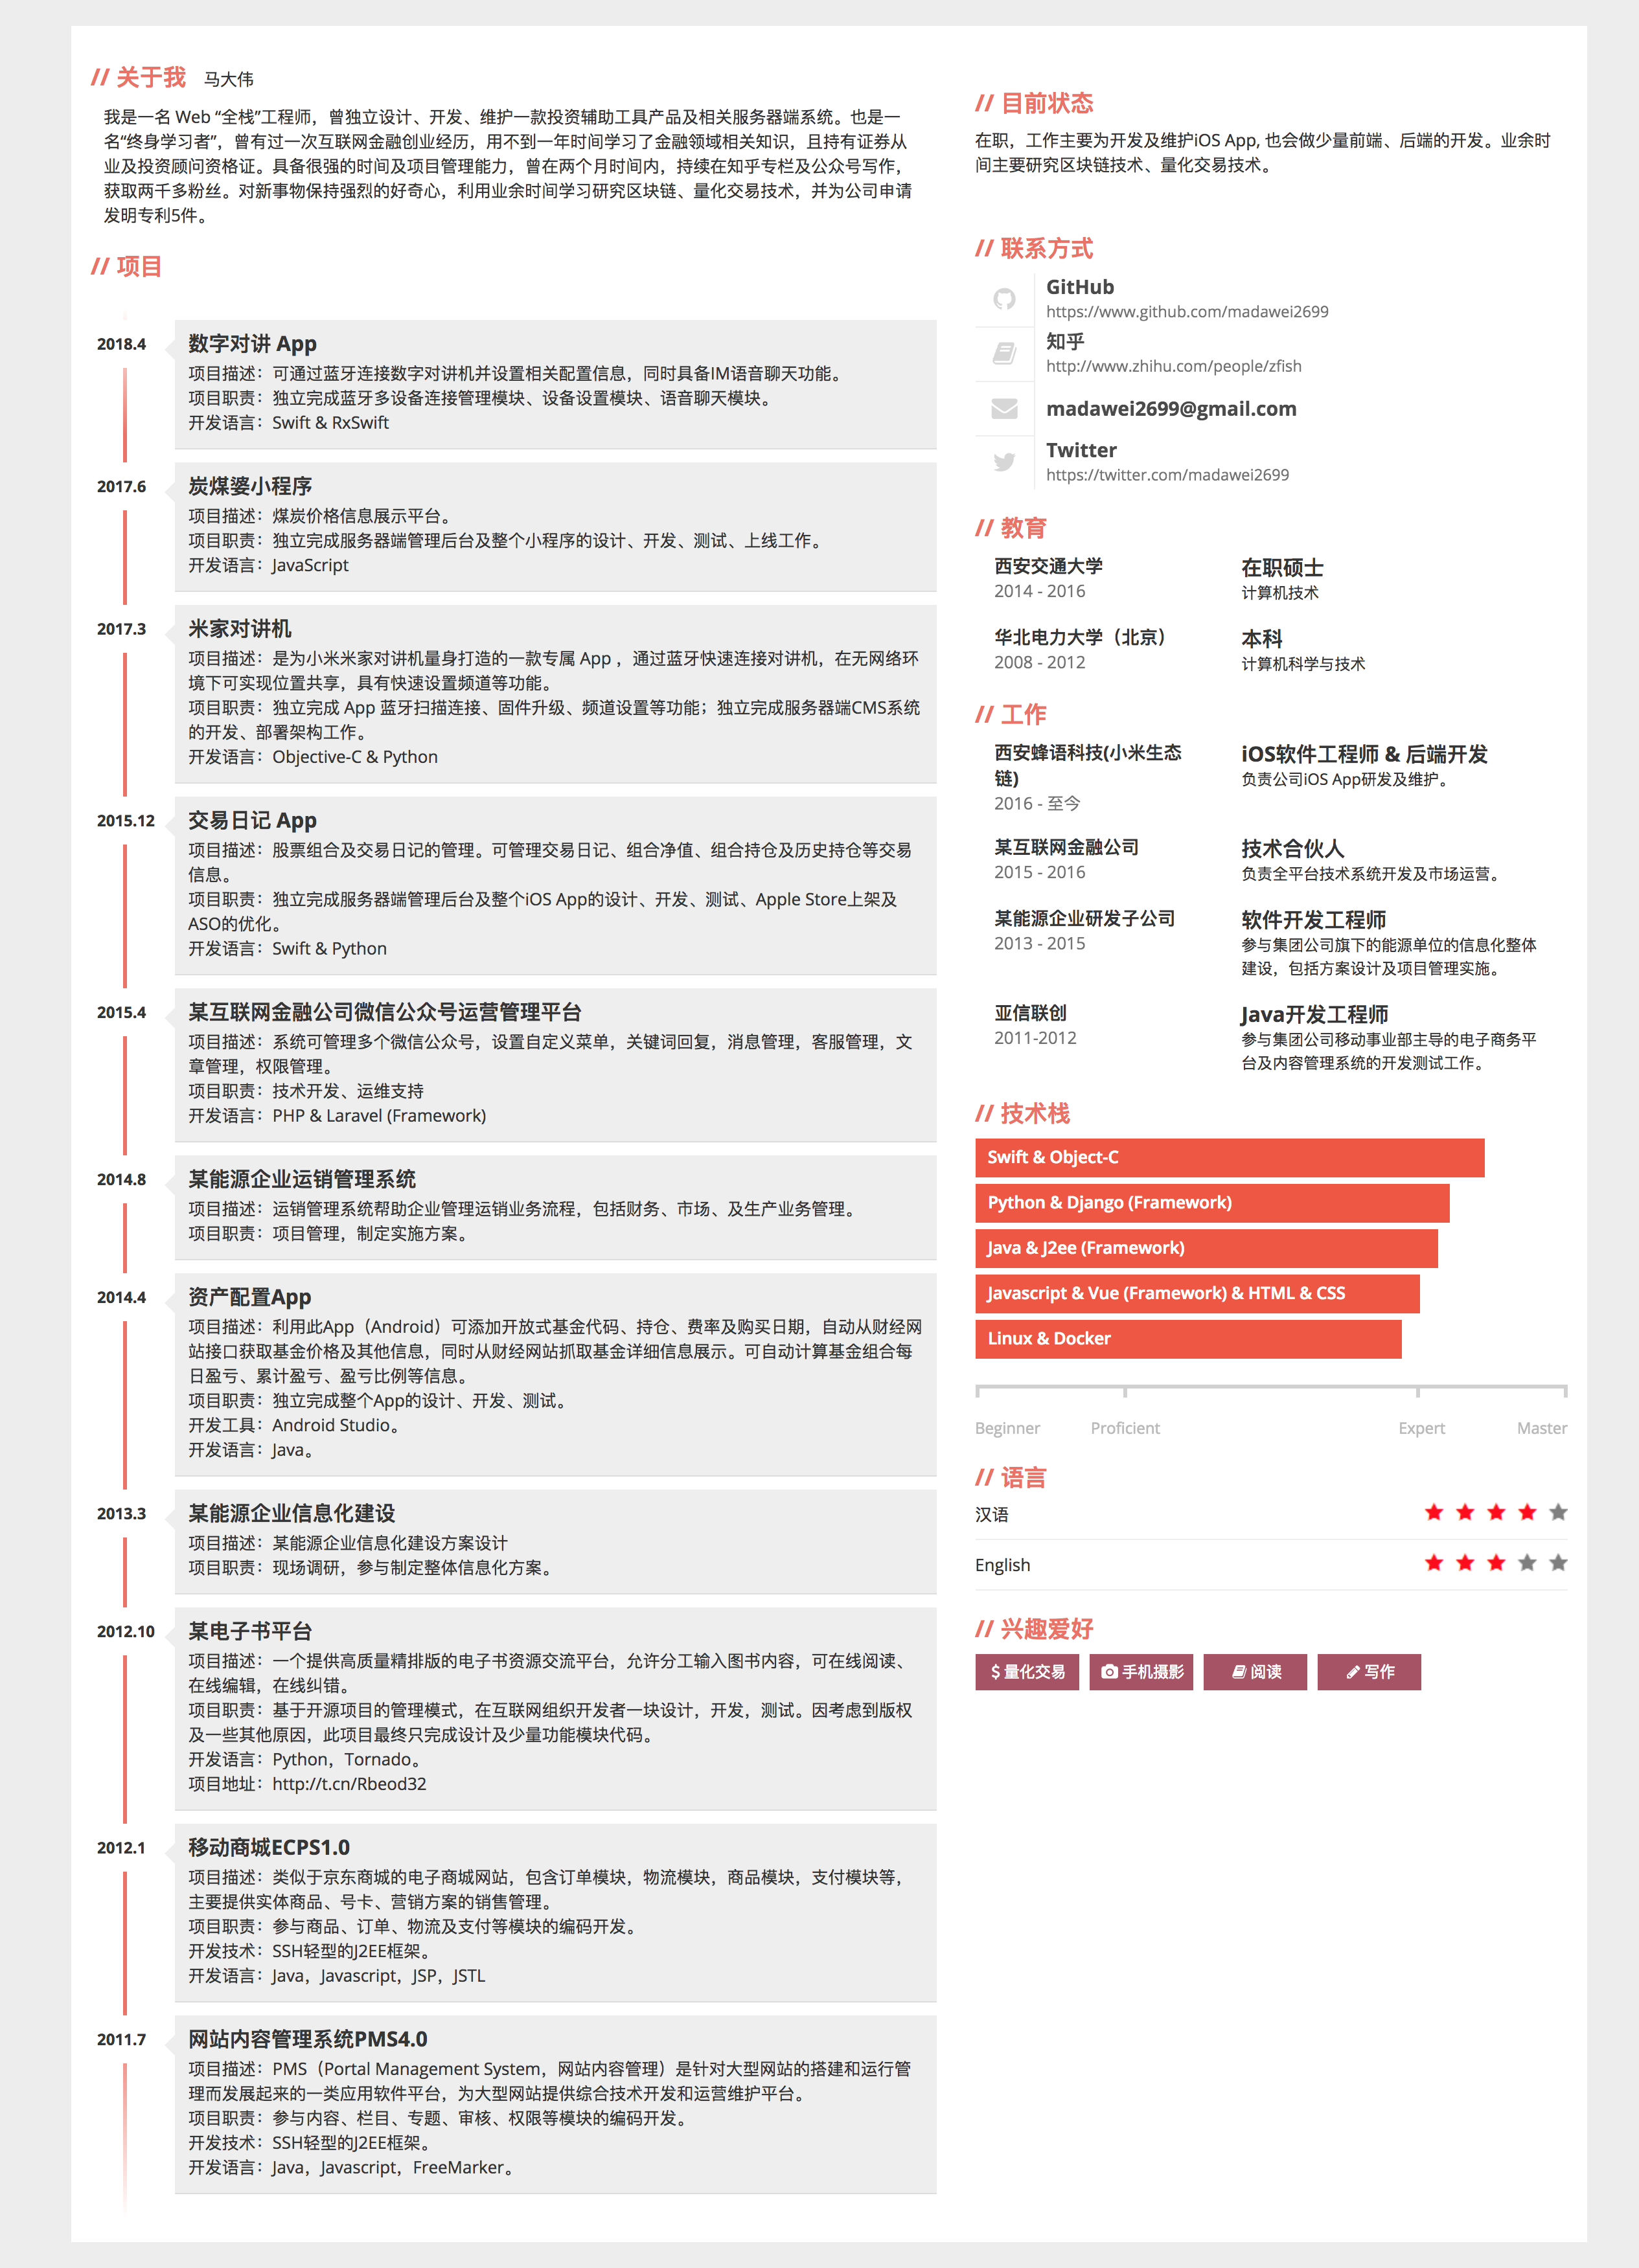 // 关于我 马大伟
我是一名 Web “全栈”工程师，曾独立设计、开发、维护一款投资辅助工具产品及相关服务器端系统。也是一
名“终身学习者”，曾有过一次互联网金融创业经历，用不到一年时间学习了金融领域相关知识，且持有证券从
业及投资顾问资格证。具备很强的时间及项目管理能力，曾在两个月时间内，持续在知乎专栏及公众号写作，
获取两千多粉丝。对新事物保持强烈的好奇心，利用业余时间学习研究区块链、量化交易技术，并为公司申请
发明专利5件。
// 项目
2018.4
数字对讲 App
项目描述：可通过蓝牙连接数字对讲机并设置相关配置信息，同时具备IM语音聊天功能。
项目职责：独立完成蓝牙多设备连接管理模块、设备设置模块、语音聊天模块。
开发语言：Swift & RxSwift
2017.6
炭煤婆小程序
项目描述：煤炭价格信息展示平台。
项目职责：独立完成服务器端管理后台及整个小程序的设计、开发、测试、上线工作。
开发语言：JavaScript
2017.3
米家对讲机
项目描述：是为小米米家对讲机量身打造的一款专属 App ，通过蓝牙快速连接对讲机，在无网络环
境下可实现位置共享，具有快速设置频道等功能。
项目职责：独立完成 App 蓝牙扫描连接、固件升级、频道设置等功能；独立完成服务器端CMS系统
的开发、部署架构工作。
开发语言：Objective-C & Python
2015.12
交易日记 App
项目描述：股票组合及交易日记的管理。可管理交易日记、组合净值、组合持仓及历史持仓等交易
信息。
项目职责：独立完成服务器端管理后台及整个iOS App的设计、开发、测试、Apple Store上架及
ASO的优化。
开发语言：Swift & Python
2015.4
某互联网金融公司微信公众号运营管理平台
项目描述：系统可管理多个微信公众号，设置自定义菜单，关键词回复，消息管理，客服管理，文
章管理，权限管理。
项目职责：技术开发、运维支持
开发语言：PHP & Laravel (Framework)
2014.8
某能源企业运销管理系统
项目描述：运销管理系统帮助企业管理运销业务流程，包括财务、市场、及生产业务管理。
项目职责：项目管理，制定实施方案。
2014.4
资产配置App
项目描述：利用此App（Android）可添加开放式基金代码、持仓、费率及购买日期，自动从财经网
站接口获取基金价格及其他信息，同时从财经网站抓取基金详细信息展示。可自动计算基金组合每
日盈亏、累计盈亏、盈亏比例等信息。
项目职责：独立完成整个App的设计、开发、测试。
开发工具：Android Studio。
开发语言：Java。
2013.3
某能源企业信息化建设
项目描述：某能源企业信息化建设方案设计
项目职责：现场调研，参与制定整体信息化方案。
2012.10
某电子书平台
项目描述：一个提供高质量精排版的电子书资源交流平台，允许分工输入图书内容，可在线阅读、
在线编辑，在线纠错。
项目职责：基于开源项目的管理模式，在互联网组织开发者一块设计，开发，测试。因考虑到版权
及一些其他原因，此项目最终只完成设计及少量功能模块代码。
开发语言：Python，Tornado。
项目地址：http://t.cn/Rbeod32
2012.1
移动商城ECPS1.0
项目描述：类似于京东商城的电子商城网站，包含订单模块，物流模块，商品模块，支付模块等，
主要提供实体商品、号卡、营销方案的销售管理。
项目职责：参与商品、订单、物流及支付等模块的编码开发。
开发技术：SSH轻型的J2EE框架。
开发语言：Java，Javascript，JSP，JSTL
2011.7
网站内容管理系统PMS4.0
项目描述：PMS（Portal Management System，网站内容管理）是针对大型网站的搭建和运行管
理而发展起来的一类应用软件平台，为大型网站提供综合技术开发和运营维护平台。
项目职责：参与内容、栏目、专题、审核、权限等模块的编码开发。
开发技术：SSH轻型的J2EE框架。
开发语言：Java，Javascript，FreeMarker。
// 目前状态
在职，工作主要为开发及维护iOS App, 也会做少量前端、后端的开发。业余时
间主要研究区块链技术、量化交易技术。
// 联系方式
GitHub
https://www.github.com/madawei2699
知乎
http://www.zhihu.com/people/zfish
madawei2699@gmail.com
Twitter
https://twitter.com/madawei2699
// 教育
西安交通大学
2014 - 2016
在职硕士
计算机技术
华北电力大学（北京）
2008 - 2012
本科
计算机科学与技术
// 工作
西安蜂语科技(小米生态
链)
2016 - 至今
iOS软件工程师 & 后端开发
负责公司iOS App研发及维护。
某互联网金融公司
2015 - 2016
技术合伙人
负责全平台技术系统开发及市场运营。
某能源企业研发子公司
2013 - 2015
软件开发工程师
参与集团公司旗下的能源单位的信息化整体
建设，包括方案设计及项目管理实施。
亚信联创
2011-2012
Java开发工程师
参与集团公司移动事业部主导的电子商务平
台及内容管理系统的开发测试工作。
// 技术栈
Swift & Object-C
Python & Django (Framework)
Java & J2ee (Framework)
Javascript & Vue (Framework) & HTML & CSS
Linux & Docker
Beginner Proficient Expert Master
// 语言
汉语
English
// 兴趣爱好
$ 量化交易 手机摄影 阅读 写作